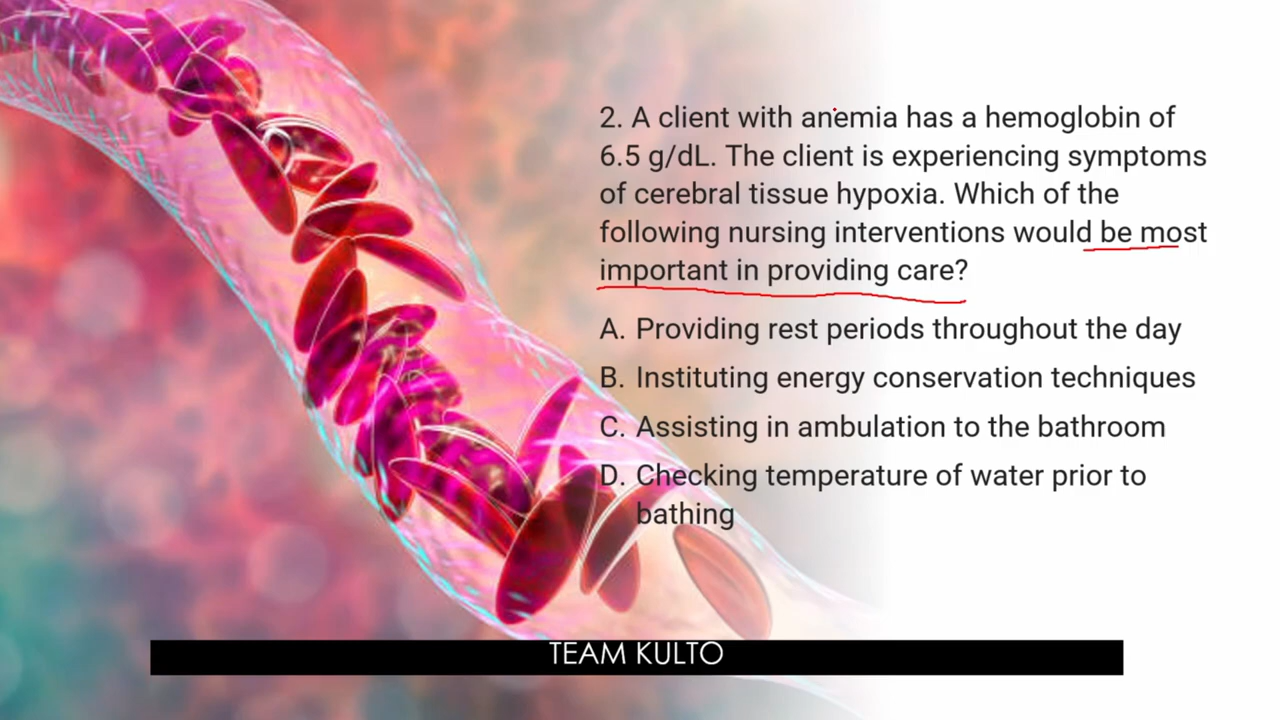 2. A client with anemia has a hemoglobin of
6.5 g/dL. The client is experiencing symptoms
of cerebral tissue hypoxia. Which of the
following nursing interventions would be most
important in providing care?
A. Providing rest periods throughout the day
B. Instituting energy conservation techniques
C. Assisting in ambulation to the bathroom
D. Checking temperature of water prior to
bathing
TEAM KULTO